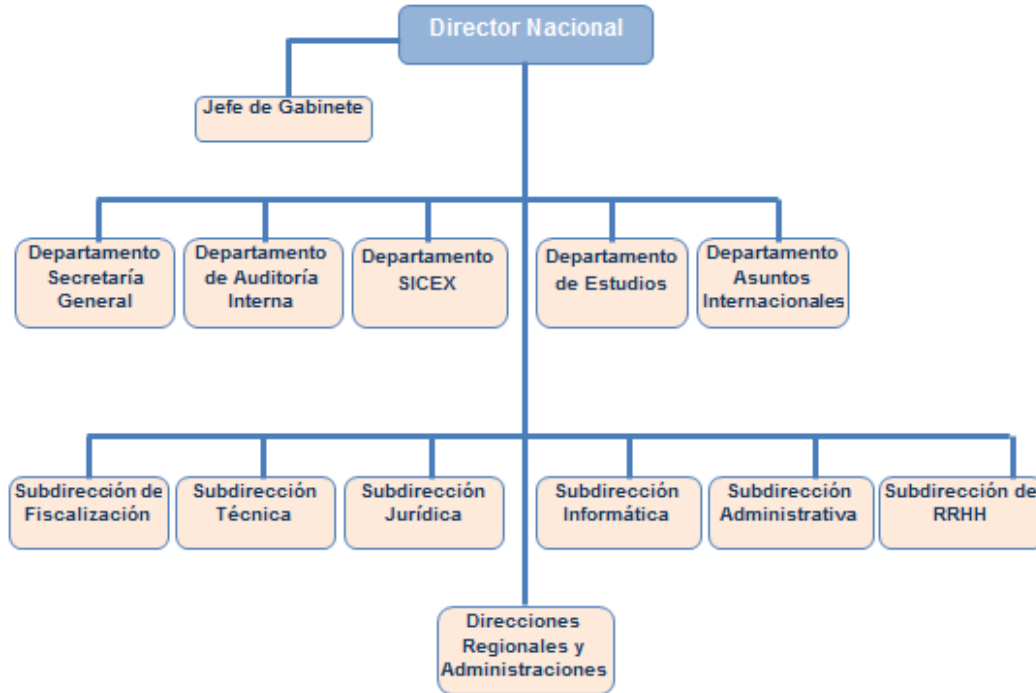 Director Nacional
Jefe de Gabinete
Departamento
Secretaría
General
Departamento
de Auditoría
Interna
Departamento
SICEX
Departamento
de Estudios
Departamento
Asuntos
Internacionales
Subdirección de
Fiscalización
Subdirección
Técnica
Subdirección
Jurídica
Subdirección
Informática
Subdirección
Administrativa
Subdirección de
RRHH
Direcciones
Regionales y
Administraciones